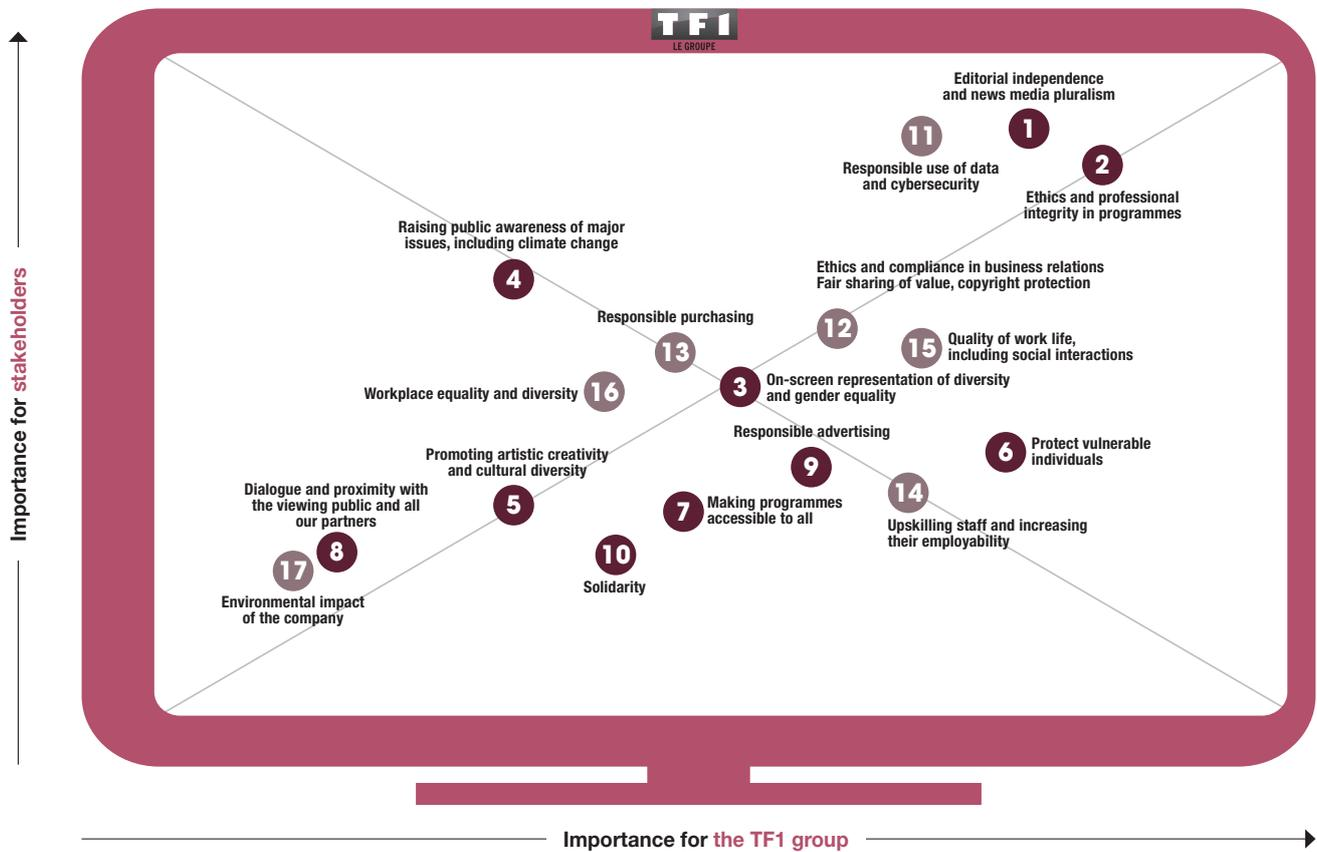 TF1
LE GROUPE
Editorial independence
and news media pluralism
1
11
2
Responsible use of data
and cybersecurity
Ethics and professional
integrity in programmes
Raising public awareness of major
issues, including climate change
4
Ethics and compliance in business relations
Fair sharing of value, copyright protection
12
Responsible purchasing
13
15
Quality of work life,
including social interactions
Workplace equality and diversity
16
3
On-screen representation of diversity
and gender equality
Responsible advertising
9
6
Protect vulnerable
individuals
Promoting artistic creativity
and cultural diversity
5
14
Upskilling staff and increasing
their employability
7
Making programmes
accessible to all
Dialogue and proximity with
the viewing public and all
our partners
8
17
Environmental impact
of the company
10
Solidarity
Importance for stakeholders
Importance for the TF1 group